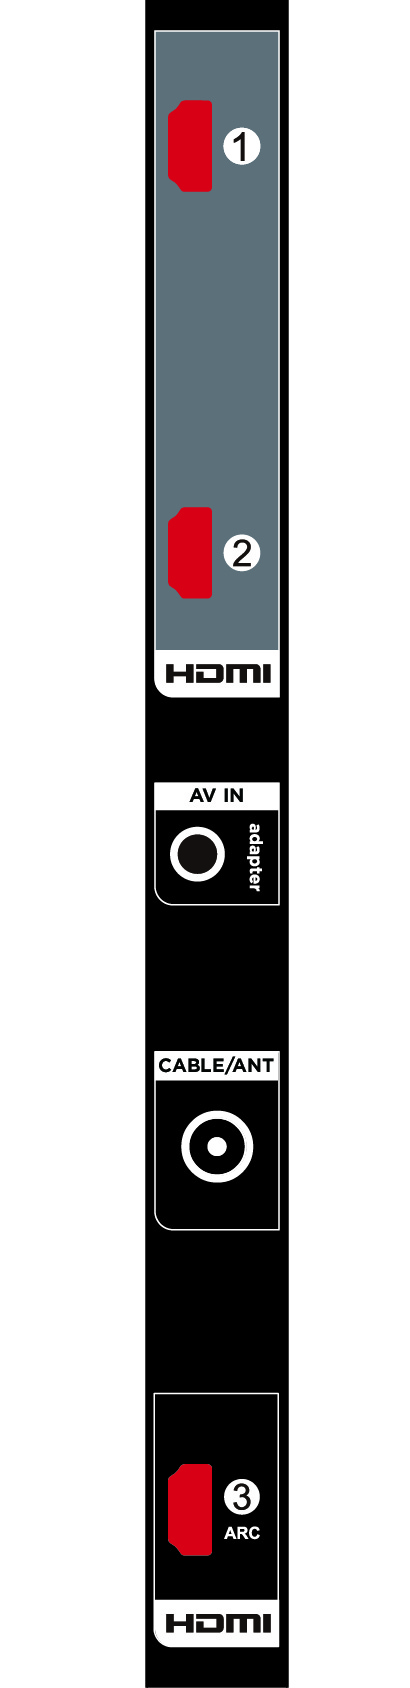 1
2
HDMI
AV IN
adapter
CABLE/ANT
3
ARC
HDMI